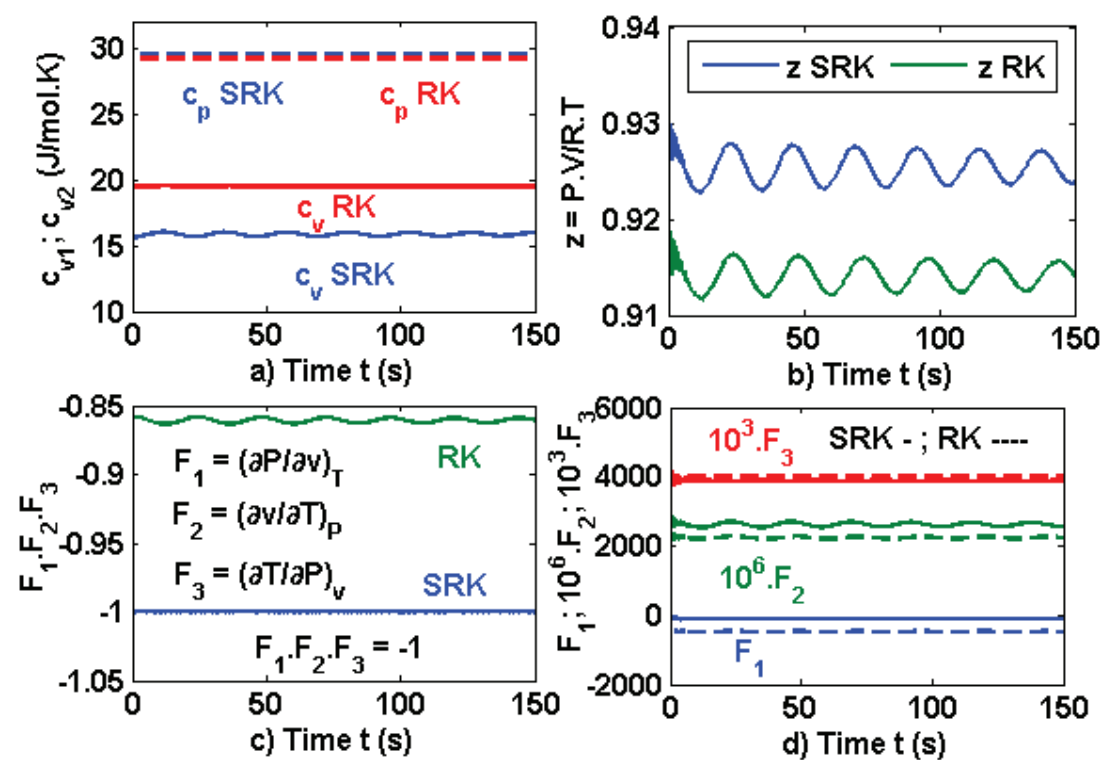 c_v1 ; c_v2 (J/mol.K)
30
25
20
15
10
c_p SRK
c_p RK
c_v RK
c_v SRK
0
50
100
150
a) Time t (s)
z = P.V/R.T
0.94
0.93
0.92
0.91
z SRK
z RK
0
50
100
150
b) Time t (s)
F_1.F_2.F_3
-0.85
-0.9
-0.95
-1
-1.05
RK
F_1 = (∂P/∂v)_T
F_2 = (∂v/∂T)_P
F_3 = (∂T/∂P)_v
SRK
F_1.F_2.F_3 = -1
0
50
100
150
c) Time t (s)
F_1 ; 10^6.F_2 ; 10^3.F_3
6000
4000
2000
0
-2000
10^3.F_3
SRK - ; RK ----
10^6.F_2
F_1
0
50
100
150
d) Time t (s)